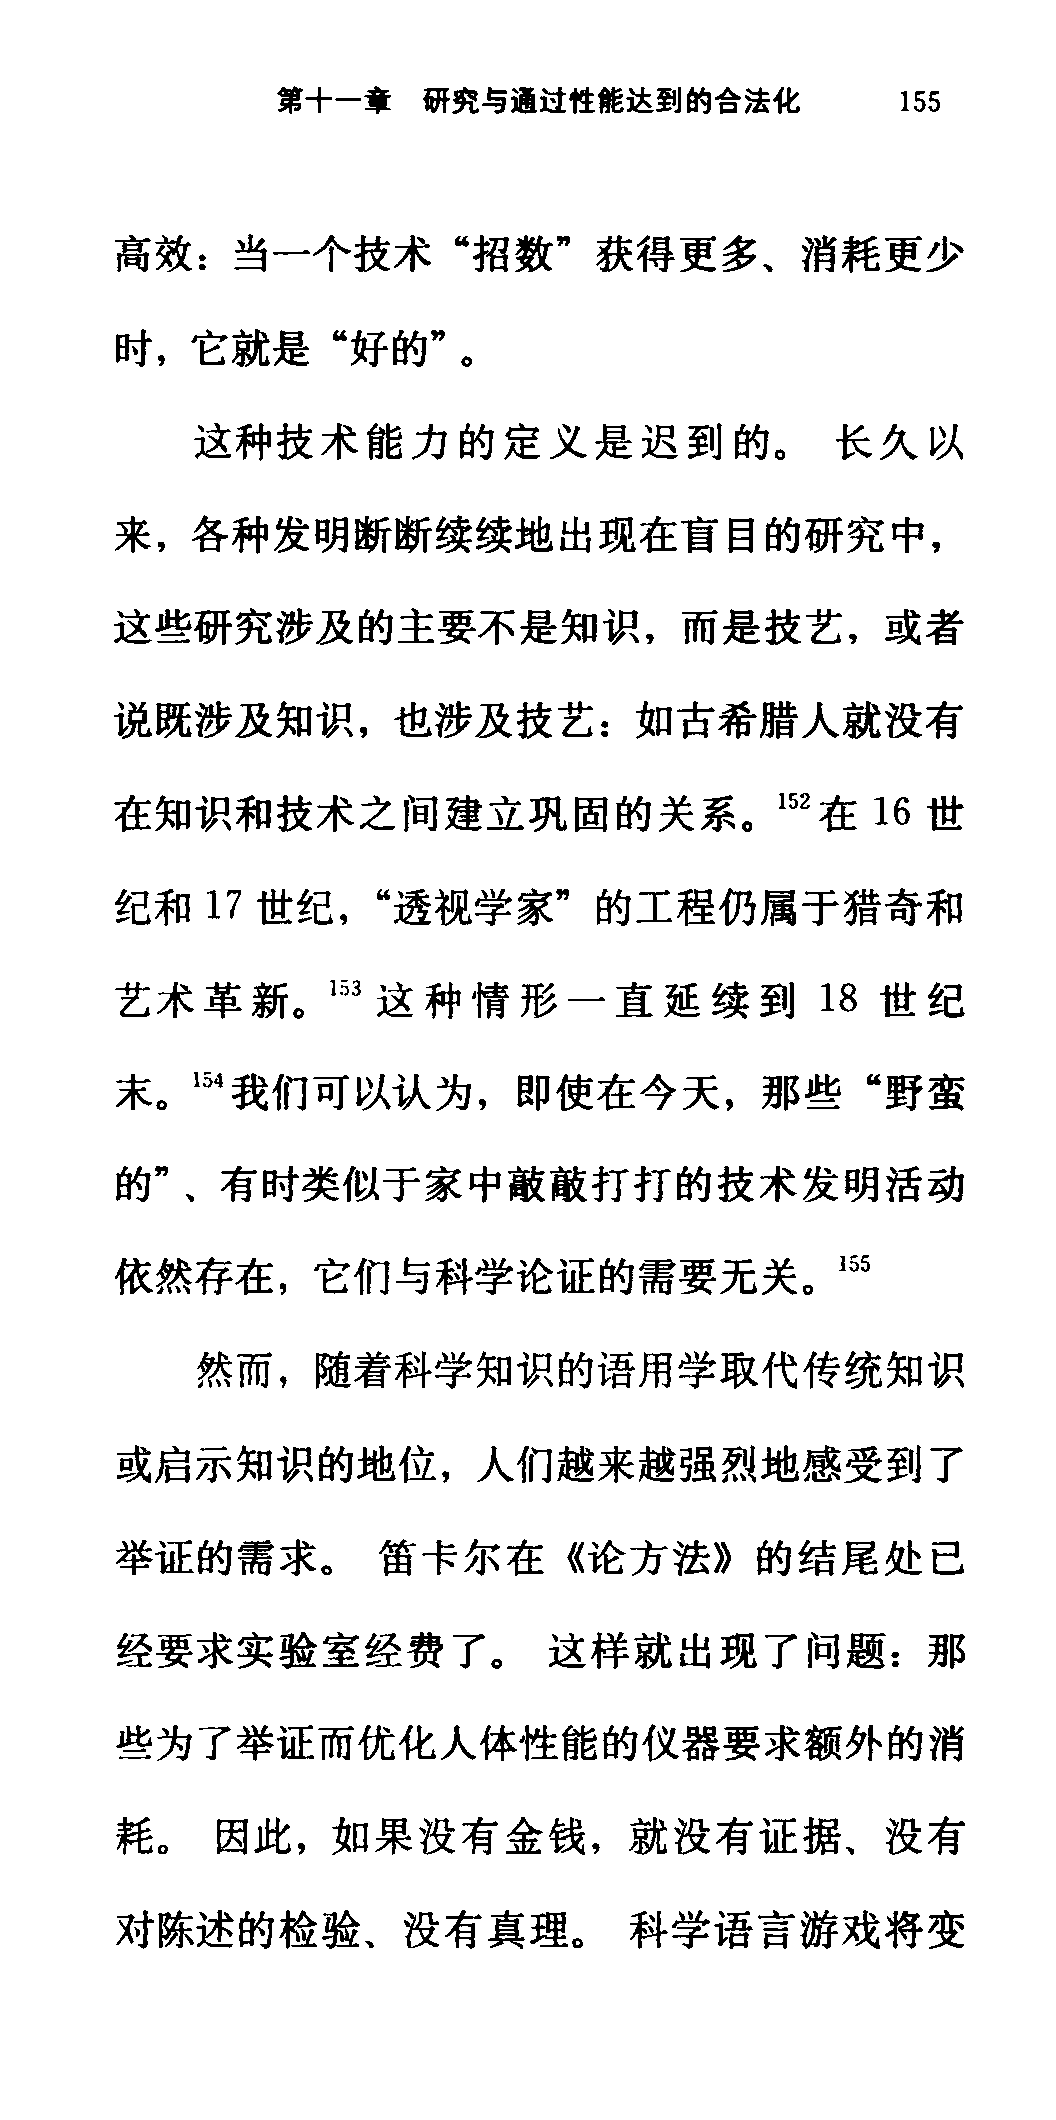 第十一章 研究与通过性能达到的合法化 155
高效：当一个技术“招数”获得更多、消耗更少
时，它就是“好的”。
这种技术能力的定义是迟到的。 长久以
来，各种发明断断续续地出现在盲目的研究中，
这些研究涉及的主要不是知识，而是技艺，或者
说既涉及知识，也涉及技艺：如古希腊人就没有
在知识和技术之间建立巩固的关系。152在 16 世
纪和 17 世纪，“透视学家”的工程仍属于猎奇和
艺术革新。153 这种情形一直延续到 18 世纪
末。154我们可以认为，即使在今天，那些“野蛮
的”、有时类似于家中敲敲打打的技术发明活动
依然存在，它们与科学论证的需要无关。155
然而，随着科学知识的语用学取代传统知识
或启示知识的地位，人们越来越强烈地感受到了
举证的需求。 笛卡尔在《论方法》的结尾处已
经要求实验室经费了。 这样就出现了问题：那
些为了举证而优化人体性能的仪器要求额外的消
耗。 因此，如果没有金钱，就没有证据、没有
对陈述的检验、没有真理。 科学语言游戏将变